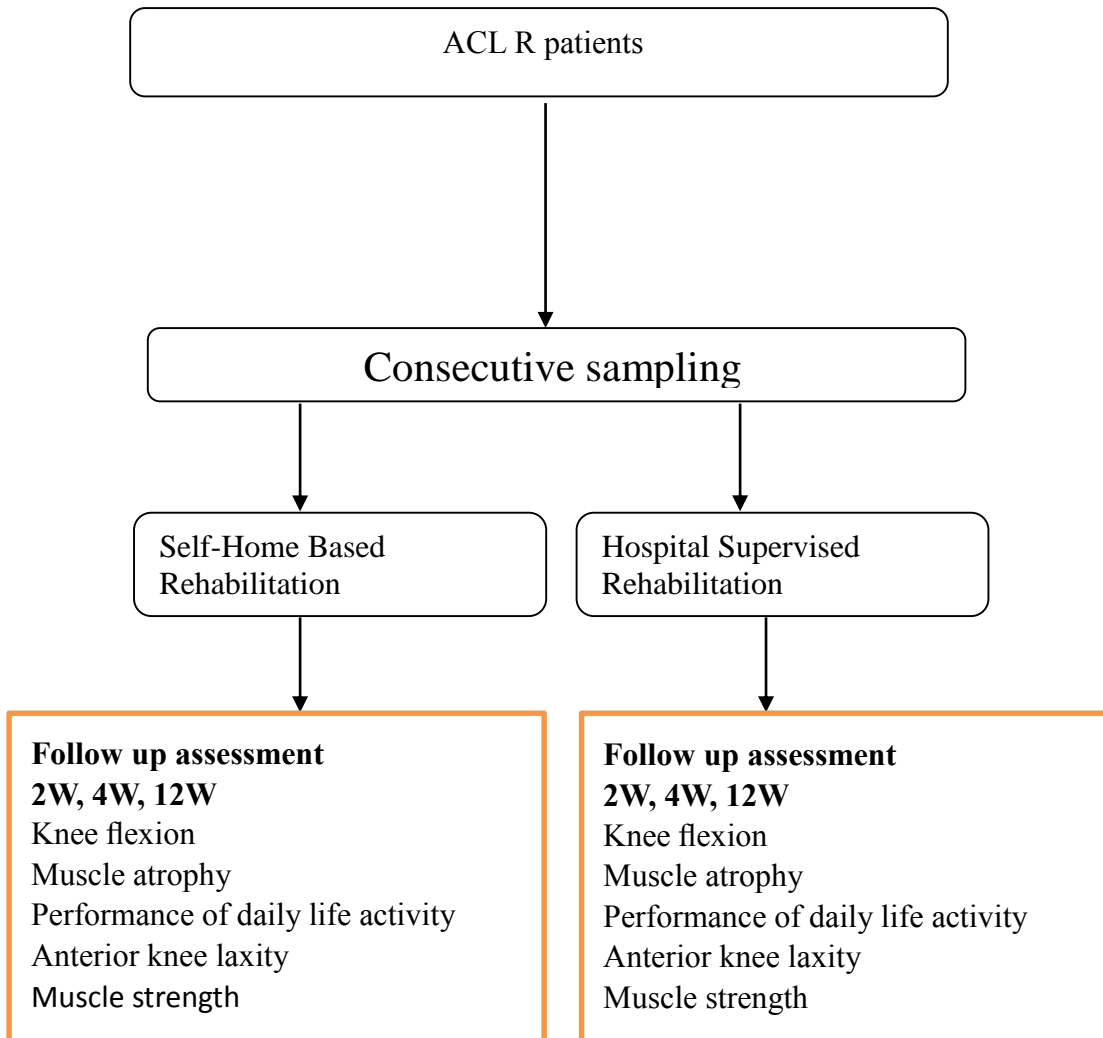 ACL R patients
Consecutive sampling
Self-Home Based
Rehabilitation
Hospital Supervised
Rehabilitation
Follow up assessment
2W, 4W, 12W
Knee flexion
Muscle atrophy
Performance of daily life activity
Anterior knee laxity
Muscle strength
Follow up assessment
2W, 4W, 12W
Knee flexion
Muscle atrophy
Performance of daily life activity
Anterior knee laxity
Muscle strength